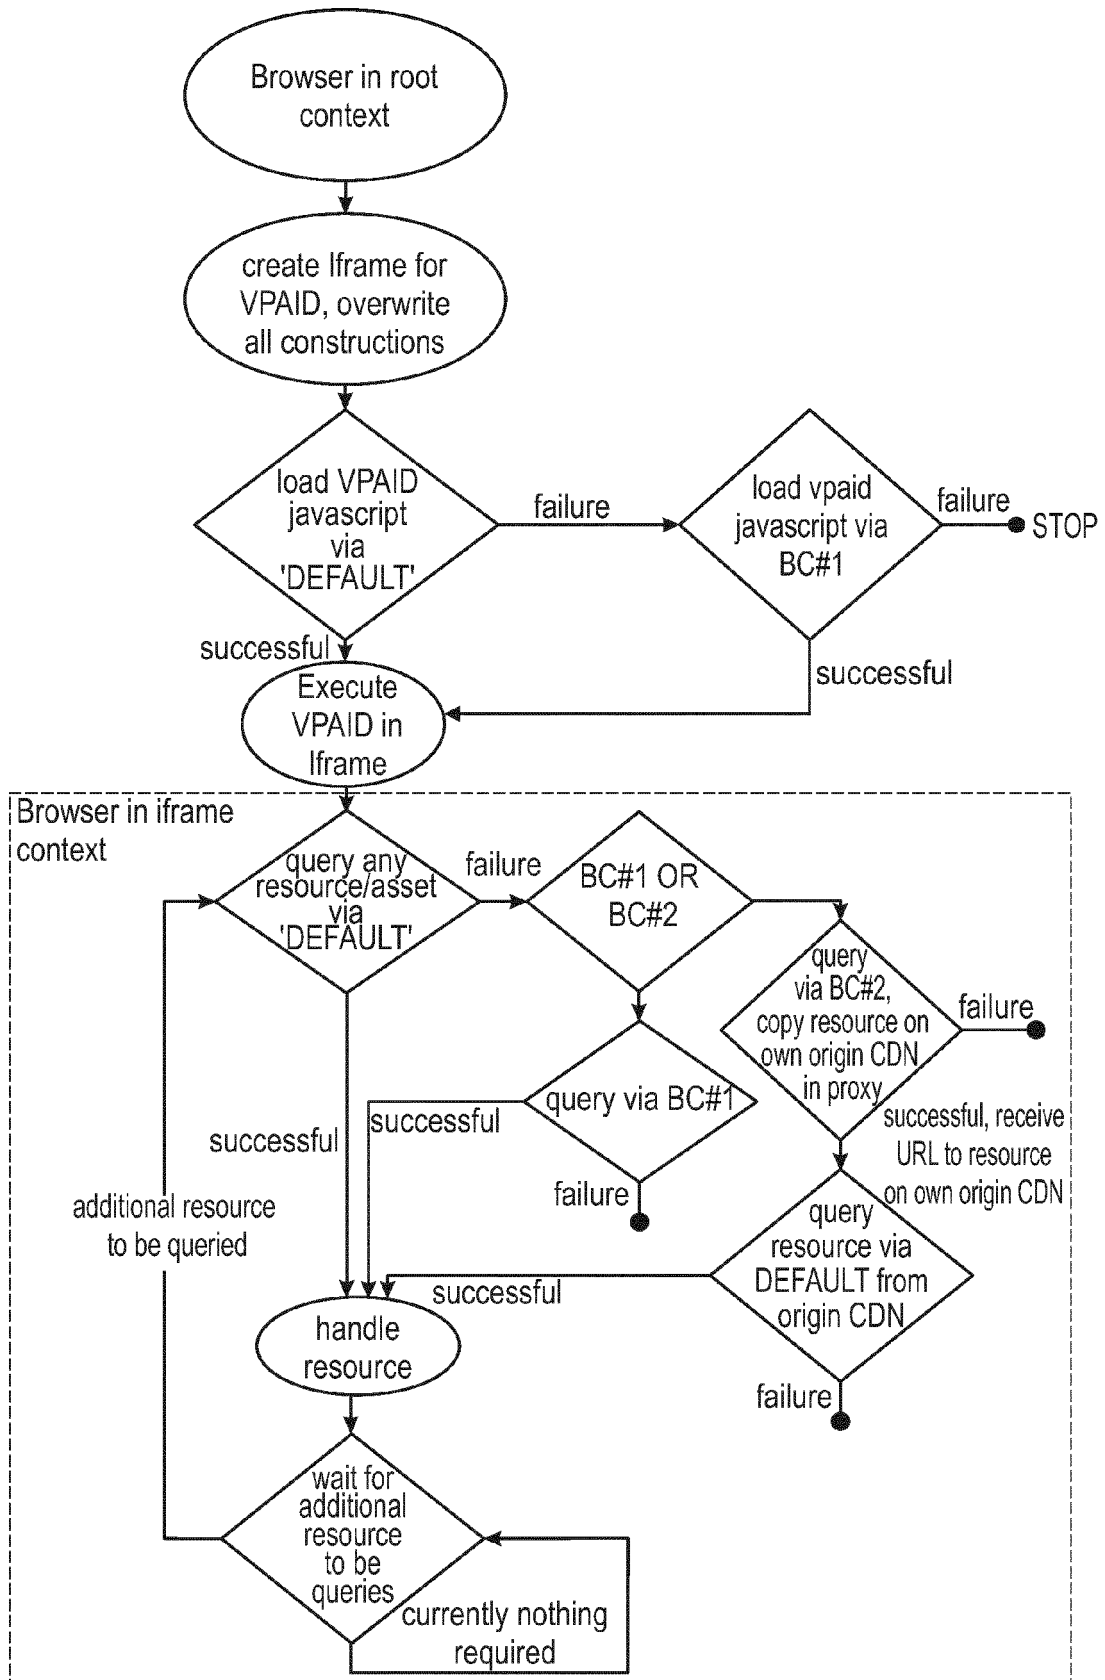 Browser in root
context
create Iframe for
VPAID, overwrite
all constructions
load VPAID
javascript
via
'DEFAULT'
failure
load vpaid
javascript via
BC#1
failure
STOP
successful
successful
Execute
VPAID in
Iframe
Browser in iframe
context
query any
resource/asset
via
'DEFAULT'
failure
BC#1 OR
BC#2
query
via BC#2,
copy resource on
own origin CDN
in proxy
failure
query via BC#1
successful
successful
failure
successful, receive
URL to resource
on own origin CDN
additional resource
to be queried
query
resource via
DEFAULT from
origin CDN
successful
failure
handle
resource
wait for
additional
resource
to be
queries
currently nothing
required